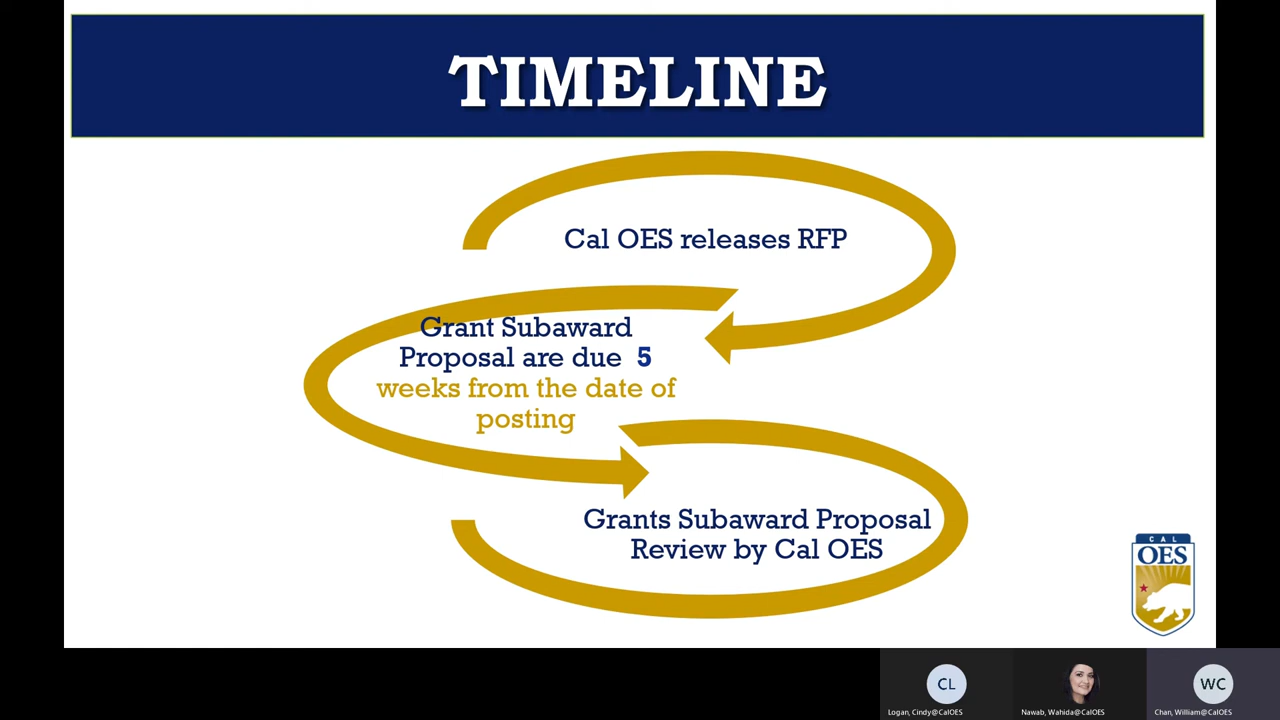 TIMELINE
Cal OES releases RFP
Grant Subaward
Proposal are due 5
weeks from the date of
posting
Grants Subaward Proposal
Review by Cal OES
CAL
OES
CL
WC
Logan, Cindy@CalOES
Nawab, Wahida@CalOES
Chan, William@CalOES